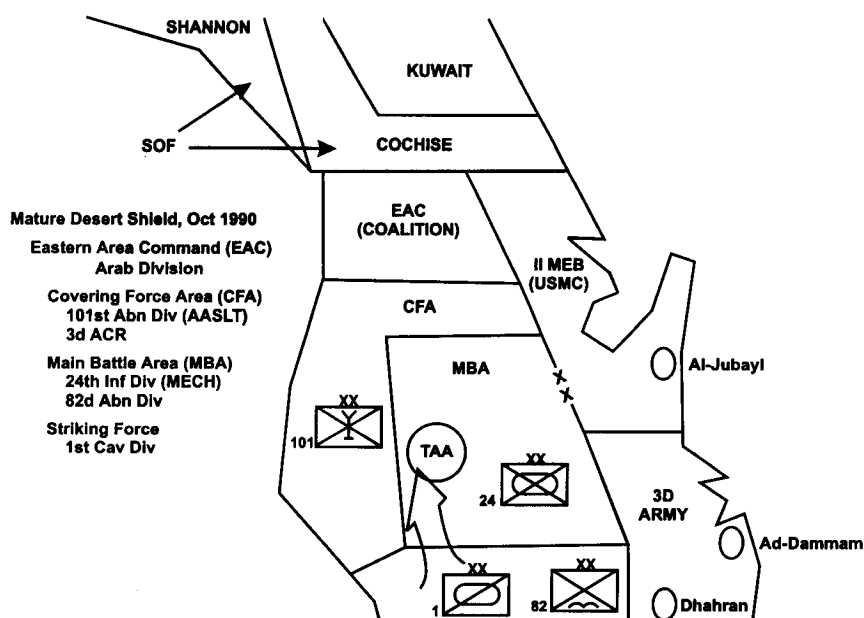 SHANNON
KUWAIT
SOF
COCHISE
Mature Desert Shield, Oct 1990
Eastern Area Command (EAC)
Arab Division
Covering Force Area (CFA)
101st Abn Div (AASLT)
3d ACR
Main Battle Area (MBA)
24th Inf Div (MECH)
82d Abn Div
Striking Force
1st Cav Div
EAC
(COALITION)
II MEB
(USMC)
CFA
MBA
Al-Jubayl
X
X
XX
101
TAA
XX
24
3D
ARMY
Ad-Dammam
XX
1
XX
82
Dhahran